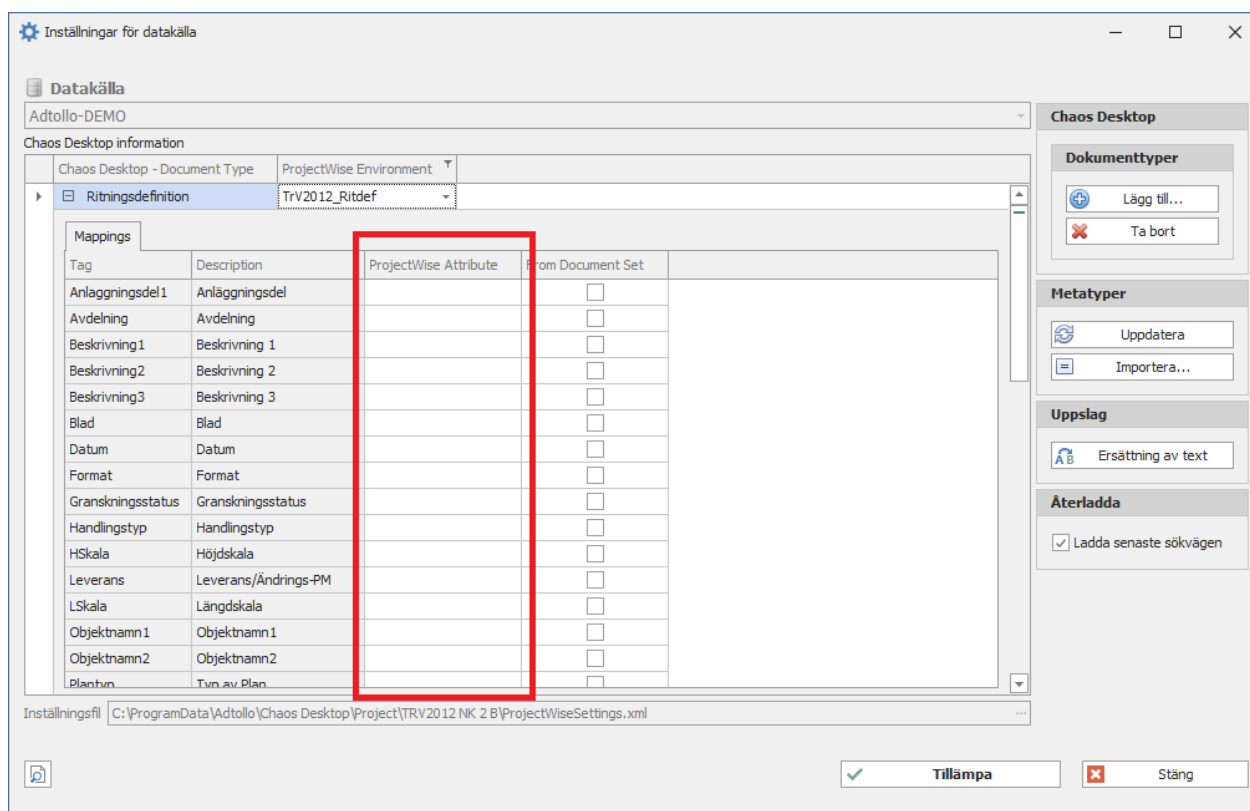 Inställningar för datakälla
Datakälla
Adtollo-DEMO
Chaos Desktop information
Chaos Desktop - Document Type ProjectWise Environment
Ritningsdefinition TrV2012_Ritdef
Mappings
Tag Description ProjectWise Attribute From Document Set
Anlaggningsdel1 Anläggningsdel
Avdelning Avdelning
Beskrivning1 Beskrivning 1
Beskrivning2 Beskrivning 2
Beskrivning3 Beskrivning 3
Blad Blad
Datum Datum
Format Format
Granskningsstatus Granskningsstatus
Handlingstyp Handlingstyp
HSkala Höjdskala
Leverans Leverans/Ändrings-PM
LSkala Längdskala
Objektnamn1 Objektnamn1
Objektnamn2 Objektnamn2
Plantyp Typ av Plan
Inställningsfil C:\ProgramData\Adtollo\Chaos Desktop\Project\TRV2012 NK 2 B\ProjectWiseSettings.xml ...
Chaos Desktop
Dokumenttyper
Lägg till...
Ta bort
Metatyper
Uppdatera
Importera...
Uppslag
A B Ersättning av text
Återladda
Ladda senaste sökvägen
Tillämpa Stäng